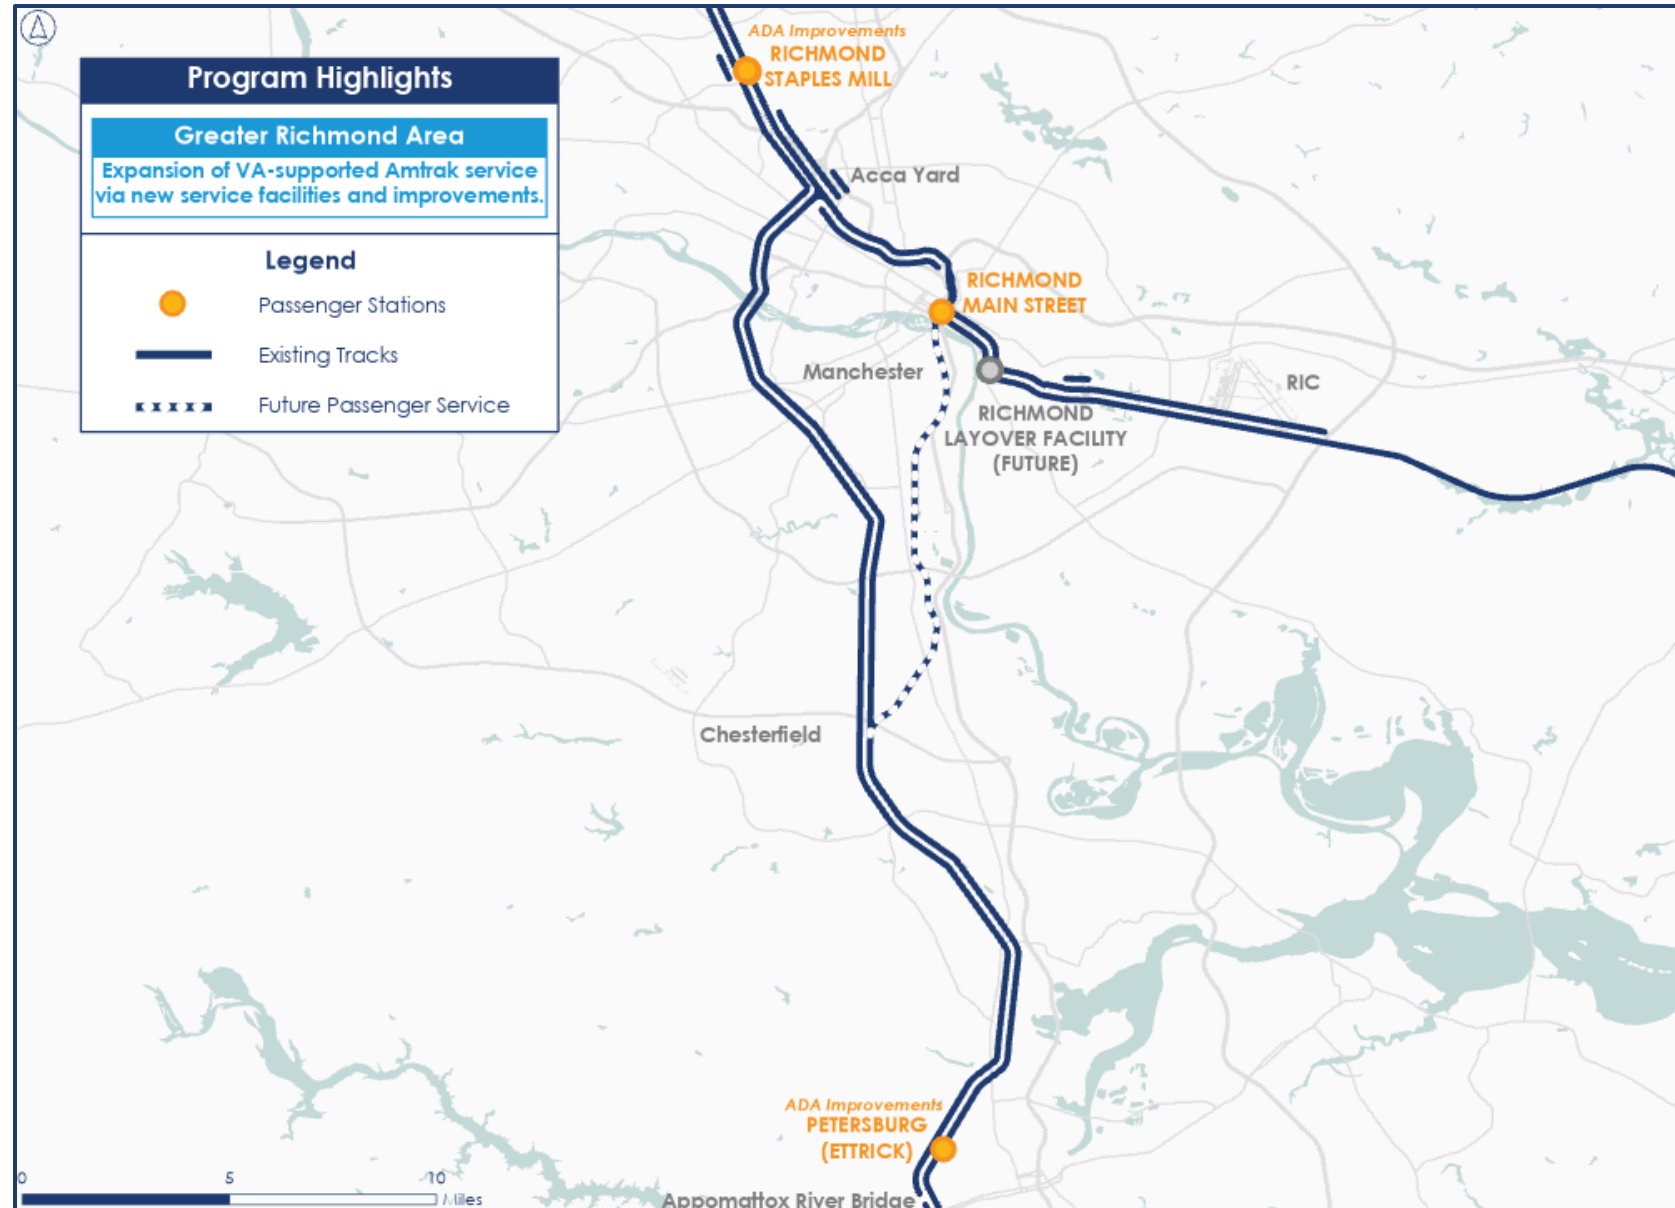 ADA Improvements
RICHMOND
STAPLES MILL
Program Highlights
Greater Richmond Area
Expansion of VA-supported Amtrak service
via new service facilities and improvements.
Legend
Passenger Stations
Existing Tracks
Future Passenger Service
Acca Yard
RICHMOND
MAIN STREET
Manchester
RIC
RICHMOND
LAYOVER FACILITY
(FUTURE)
Chesterfield
ADA Improvements
PETERSBURG
(ETTRICK)
Appomattox River Bridge
0 5 10
Miles